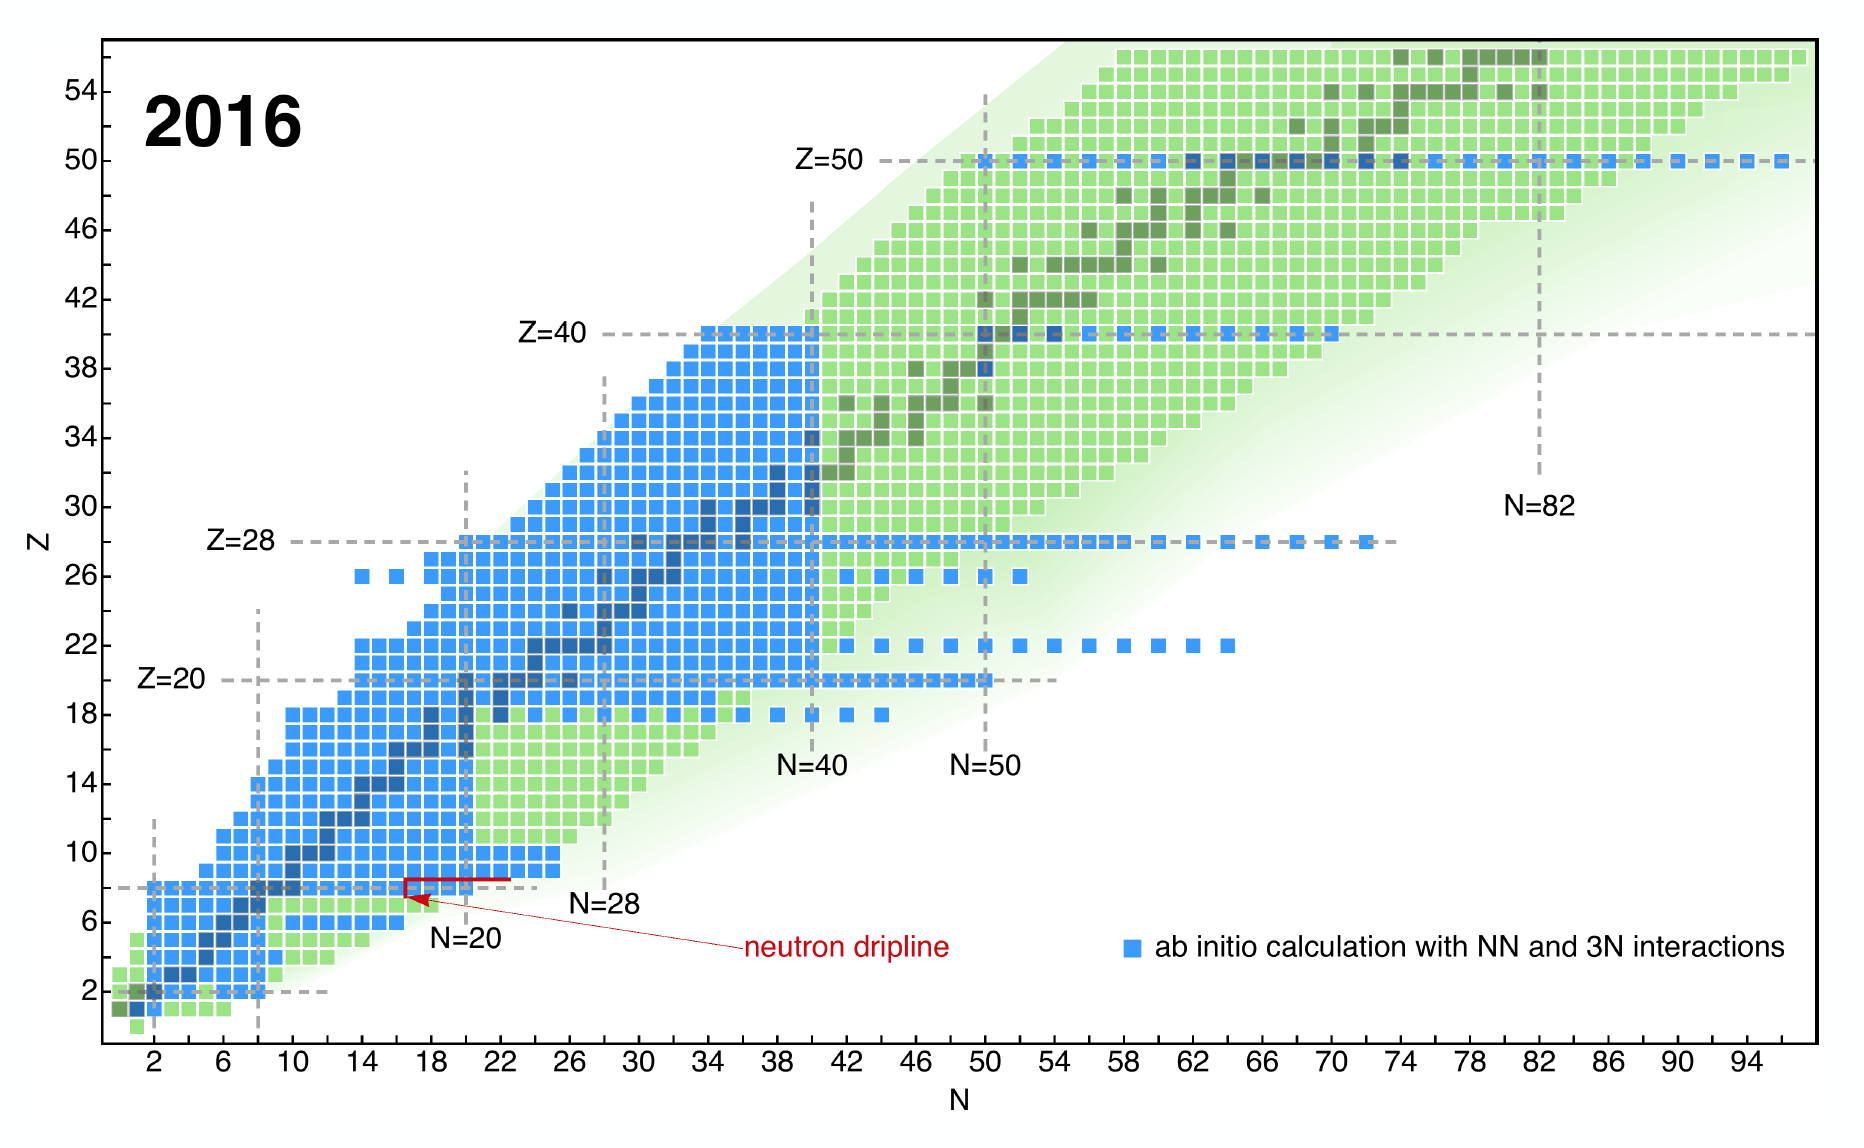 2016
54
50
46
42
38
34
30
26
22
18
14
10
6
2
Z
Z=50
Z=40
Z=28
Z=20
N=82
N=40
N=50
N=28
N=20
neutron dripline
ab initio calculation with NN and 3N interactions
2 6 10 14 18 22 26 30 34 38 42 46 50 54 58 62 66 70 74 78 82 86 90 94
N